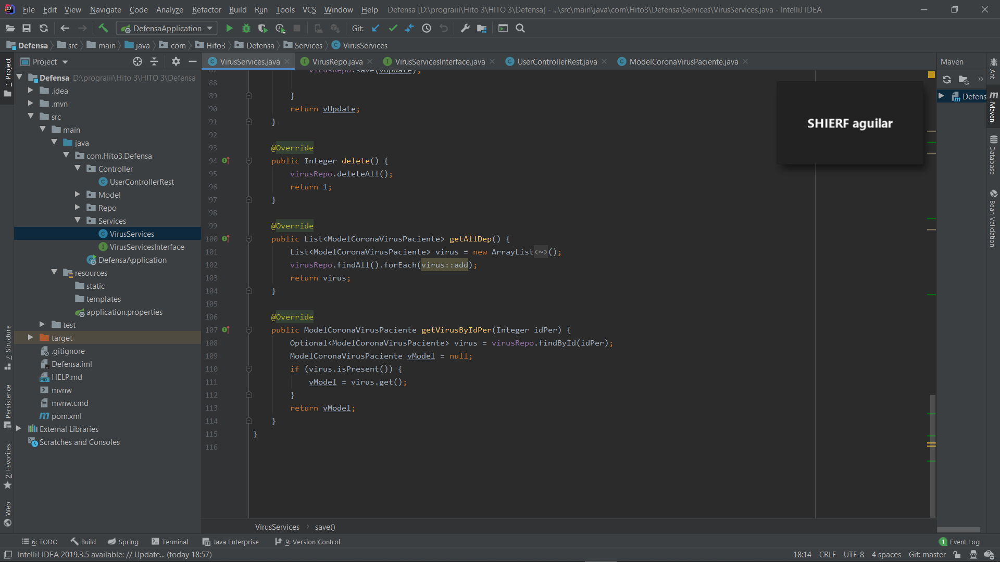 File Edit View Navigate Code Analyze Refactor Build Run Tools VCS Window Help Defensa [D:\prograiii\Hito 3\HITO 3\Defensa] - ...\src\main\java\com\Hito3\Defensa\Services\VirusServices.java - IntelliJ IDEA
DefensaApplication Git:
Defensa src main java com Hito3 Defensa Services VirusServices
Project VirusServices.java VirusRepo.java VirusServicesInterface.java UserControllerRest.java ModelCoronaVirusPaciente.java Maven
1: Project
7: Structure
Persistence
2: Favorites
Web
Defensa D:\prograiii\Hito 3\HITO 3\Defensa
.idea
.mvn
src
main
java
com.Hito3.Defensa
Controller
UserControllerRest
Model
Repo
Services
VirusServices
VirusServicesInterface
DefensaApplication
resources
static
templates
application.properties
test
target
.gitignore
Defensa.iml
HELP.md
mvnw
mvnw.cmd
pom.xml
External Libraries
Scratches and Consoles
87 virusRepo.save(vUpdate);
88
89 }
90 return vUpdate;
91 }
92
93 @Override
94 public Integer delete() {
95 virusRepo.deleteAll();
96 return 1;
97 }
98
99 @Override
100 public List<ModelCoronaVirusPaciente> getAllDep() {
101 List<ModelCoronaVirusPaciente> virus = new ArrayList<~>();
102 virusRepo.findAll().forEach(virus::add);
103 return virus;
104 }
105
106 @Override
107 public ModelCoronaVirusPaciente getVirusByIdPer(Integer idPer) {
108 Optional<ModelCoronaVirusPaciente> virus = virusRepo.findById(idPer);
109 ModelCoronaVirusPaciente vModel = null;
110 if (virus.isPresent()) {
111 vModel = virus.get();
112 }
113 return vModel;
114 }
115 }
116
SHIERF aguilar
Defens
Ant
Maven
Database
Bean Validation
VirusServices › save()
6: TODO Build Spring Terminal Java Enterprise 9: Version Control 1 Event Log
IntelliJ IDEA 2019.3.5 available: // Update... (today 18:57) 18:14 CRLF UTF-8 4 spaces Git: master